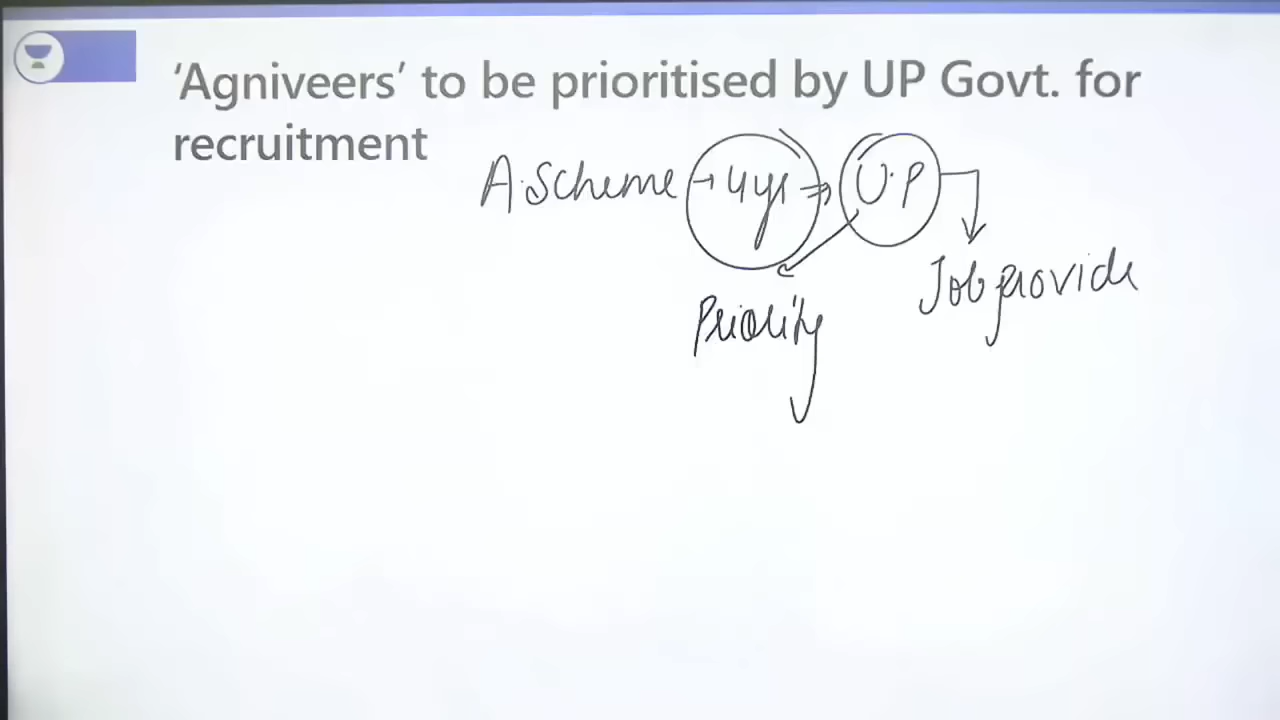 ‘Agniveers’ to be prioritised by UP Govt. for
recruitment
A.Scheme → 4yr → U.P
Job provide
Priority